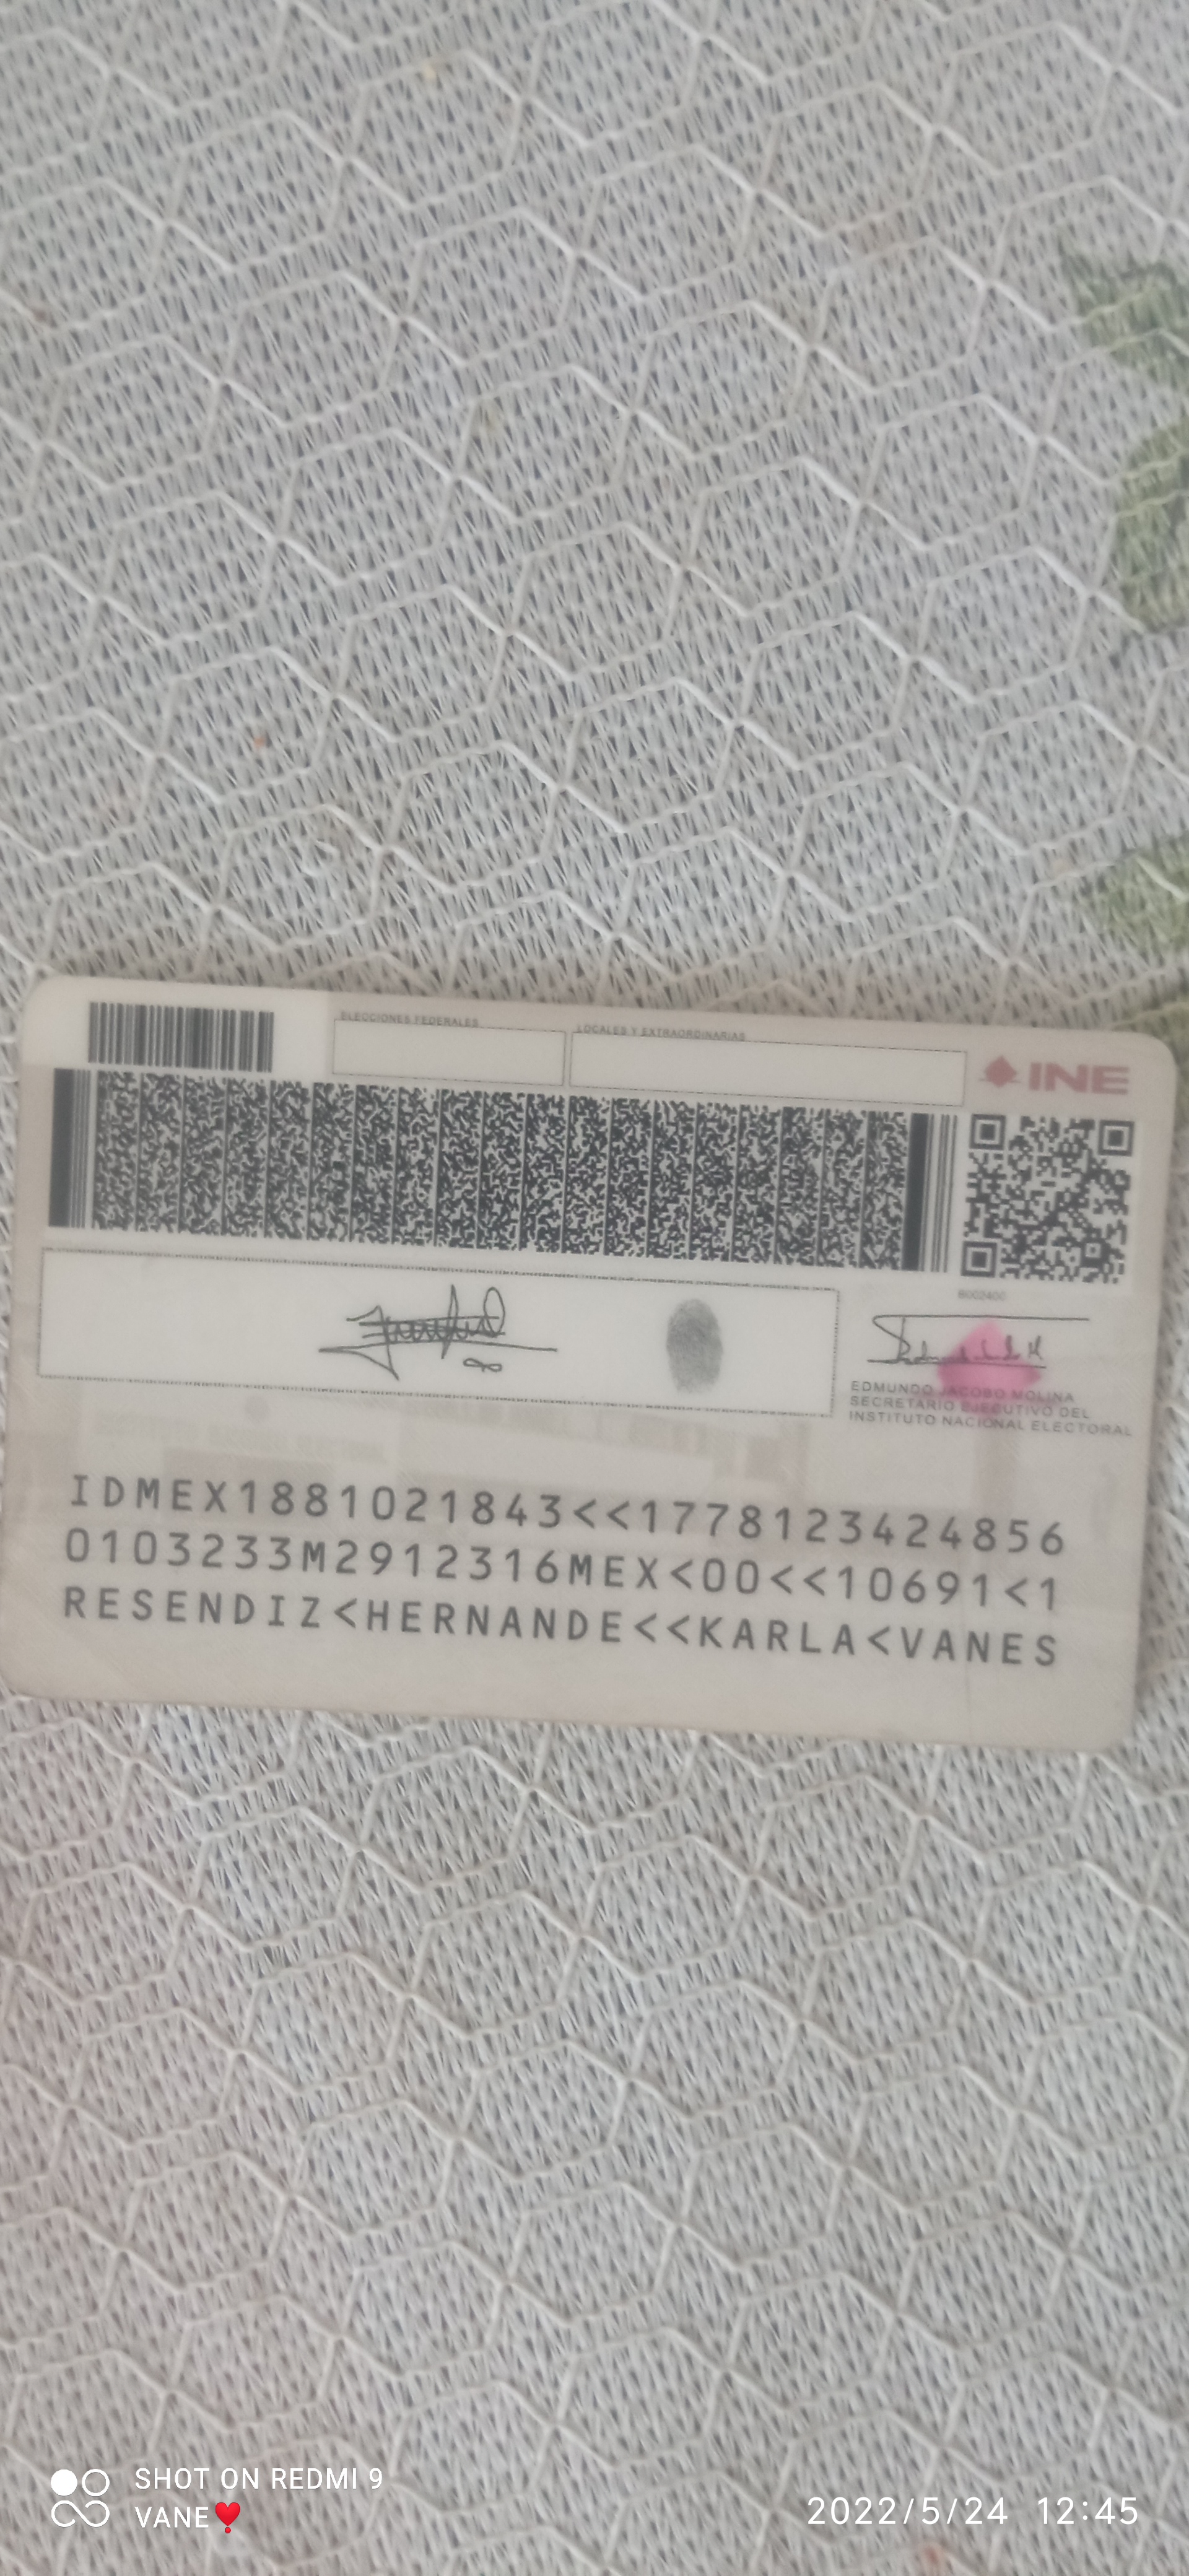 ELECCIONES FEDERALES
LOCALES Y EXTRAORDINARIAS
INE
EDMUNDO JACOBO MOLINA
SECRETARIO EJECUTIVO DEL
INSTITUTO NACIONAL ELECTORAL
IDMEX1881021843<<1778123424856
0103233M2912316MEX<00<<10691<1
RESENDIZ<HERNANDE<<KARLA<VANES
SHOT ON REDMI 9
VANE❣️
2022/5/24 12:45